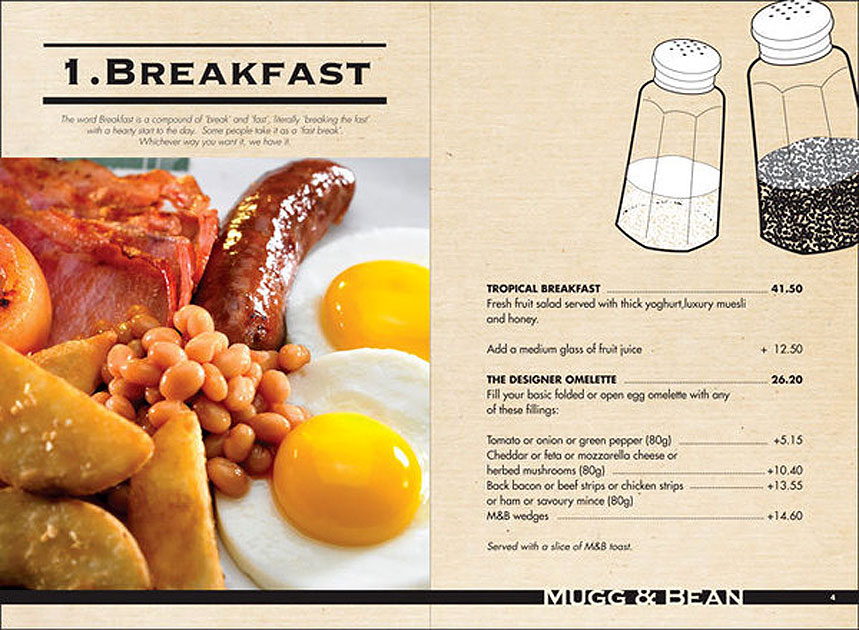 1.BREAKFAST
The word Breakfast is a compound of 'break' and 'fast', literally 'breaking the fast'
with a hearty start to the day. Some people take it as a 'fast break'.
Whichever way you want it, we have it.
TROPICAL BREAKFAST 41.50
Fresh fruit salad served with thick yoghurt,luxury muesli
and honey.
Add a medium glass of fruit juice + 12.50
THE DESIGNER OMELETTE 26.20
Fill your basic folded or open egg omelette with any
of these fillings:
Tomato or onion or green pepper (80g) +5.15
Cheddar or feta or mozzarello cheese or
herbed mushrooms (80g) +10.40
Back bacon or beef strips or chicken strips +13.55
or ham or savoury mince (80g)
M&B wedges +14.60
Served with a slice of M&B toast.
MUGG & BEAN 4